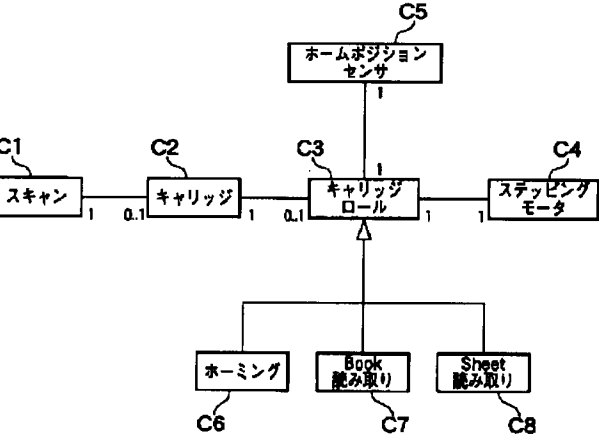 C5
ホームポジション
センサ
1
C1
C2
C3
1
C4
スキャン
キャリッジ
キャリッジ
ロール
ステッピング
モータ
1
0..1
1
0..1
1
1
ホーミング
Book
読み取り
Sheet
読み取り
C6
C7
C8